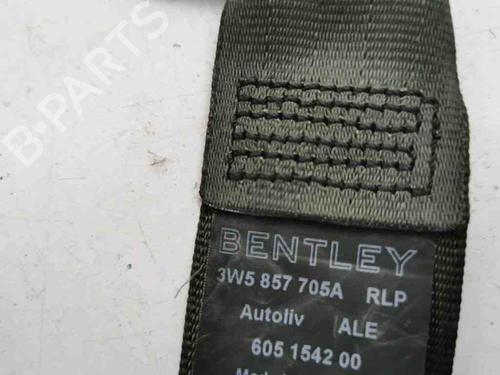 B-PARTS
BENTLEY
3W5 857 705A RLP
Autoliv ALE
605 1542 00